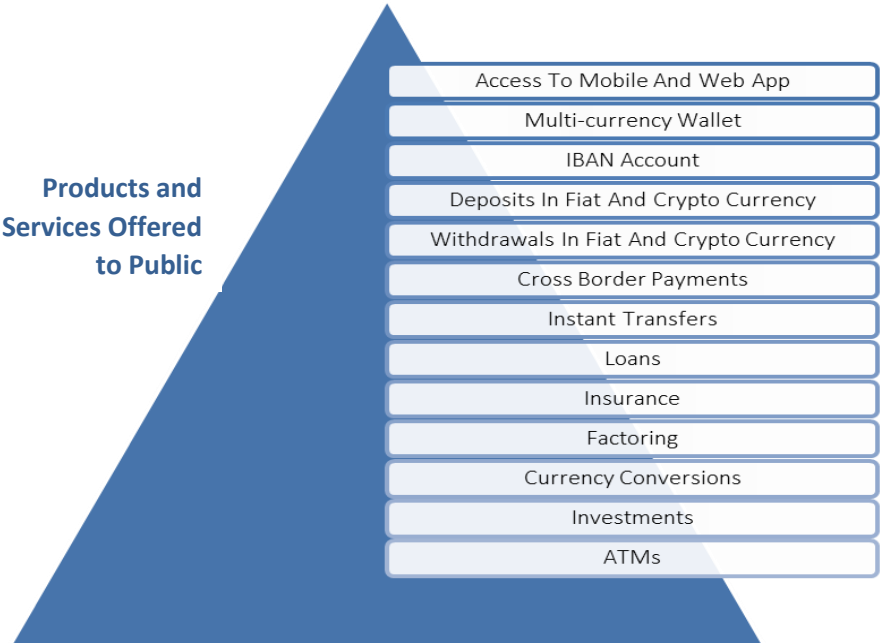 Products and
Services Offered
to Public
Access To Mobile And Web App
Multi-currency Wallet
IBAN Account
Deposits In Fiat And Crypto Currency
Withdrawals In Fiat And Crypto Currency
Cross Border Payments
Instant Transfers
Loans
Insurance
Factoring
Currency Conversions
Investments
ATMs